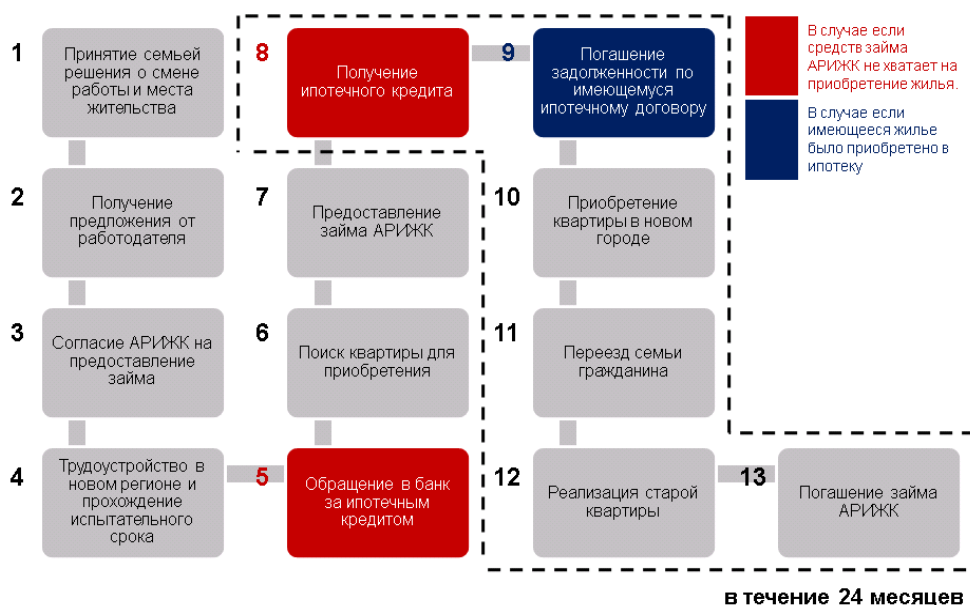 1
Принятие семьей
решения о смене
работы и места
жительства
2
Получение
предложения от
работодателя
3
Согласие АРИЖК на
предоставление
займа
4
Трудоустройство в
новом регионе и
прохождение
испытательного
срока
5
Обращение в банк
за ипотечным
кредитом
6
Поиск квартиры для
приобретения
7
Предоставление
займа АРИЖК
8
Получение
ипотечного кредита
9
Погашение
задолженности по
имеющемуся
ипотечному договору
10
Приобретение
квартиры в новом
городе
11
Переезд семьи
гражданина
12
Реализация старой
квартиры
13
Погашение займа
АРИЖК
В случае если
средств займа
АРИЖК не хватает на
приобретение жилья.
В случае если
имеющееся жилье
было приобретено в
ипотеку
в течение 24 месяцев